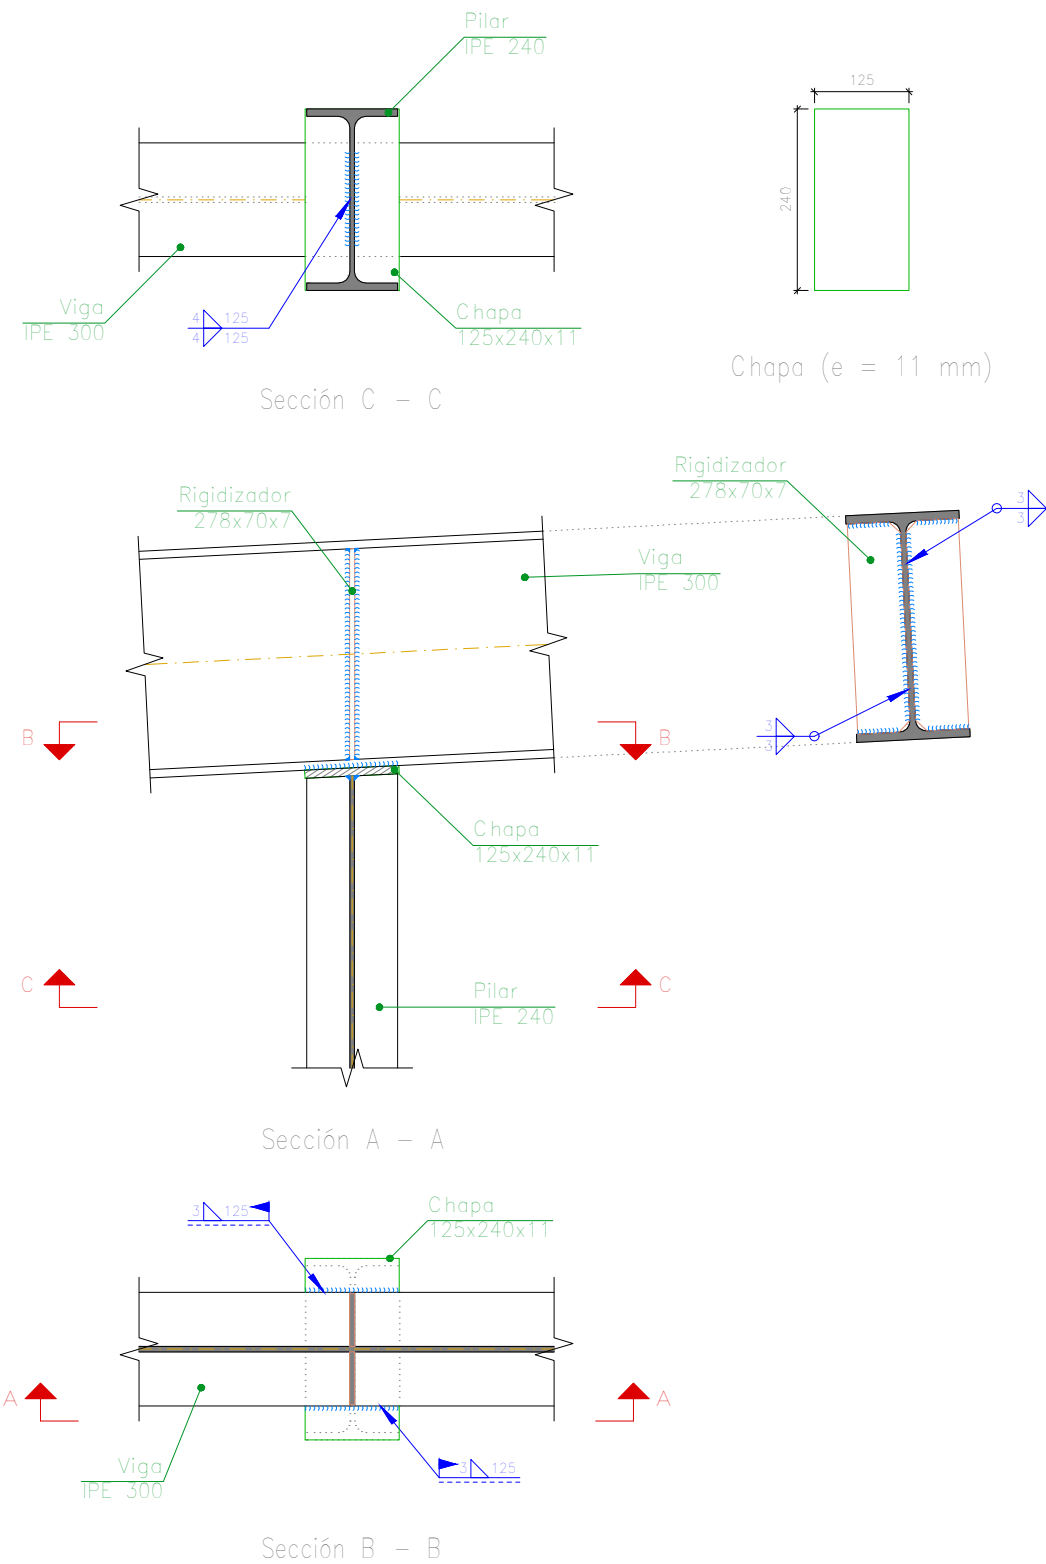 Pilar
IPE 240
125
240
Viga
IPE 300
4 125
4 125
Chapa
125x240x11
Chapa (e = 11 mm)
Sección C - C
Rigidizador
278x70x7
Rigidizador
278x70x7
3
3
Viga
IPE 300
B
B
3
3
Chapa
125x240x11
C
C
Pilar
IPE 240
Sección A - A
3 125
Chapa
125x240x11
A
A
Viga
IPE 300
3 125
Sección B - B